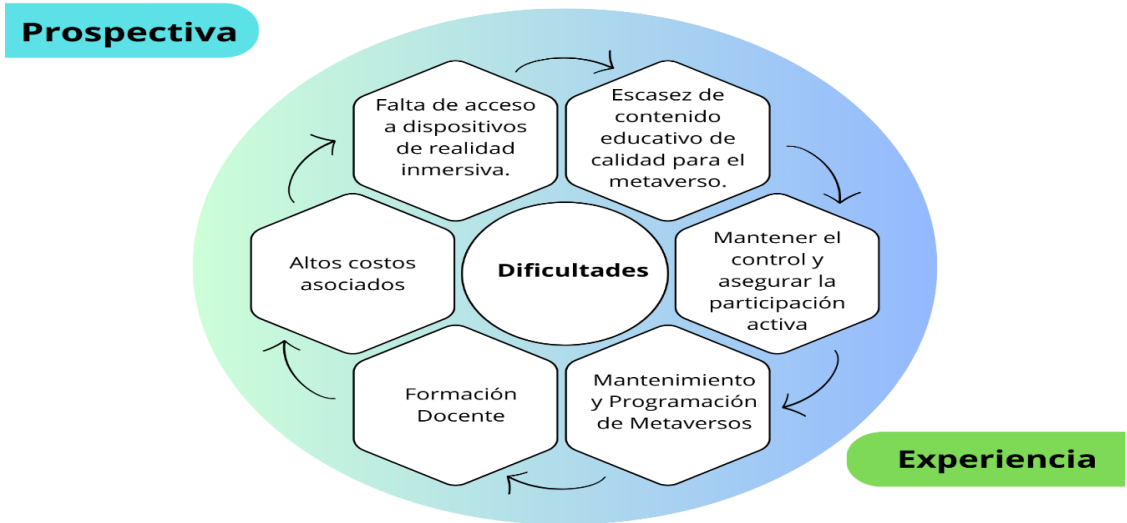 Prospectiva
Falta de acceso
a dispositivos
de realidad
inmersiva.
Escasez de
contenido
educativo de
calidad para el
metaverso.
Mantener el
control y
asegurar la
participación
activa
Mantenimiento
y Programación
de Metaversos
Formación
Docente
Altos costos
asociados
Dificultades
Experiencia